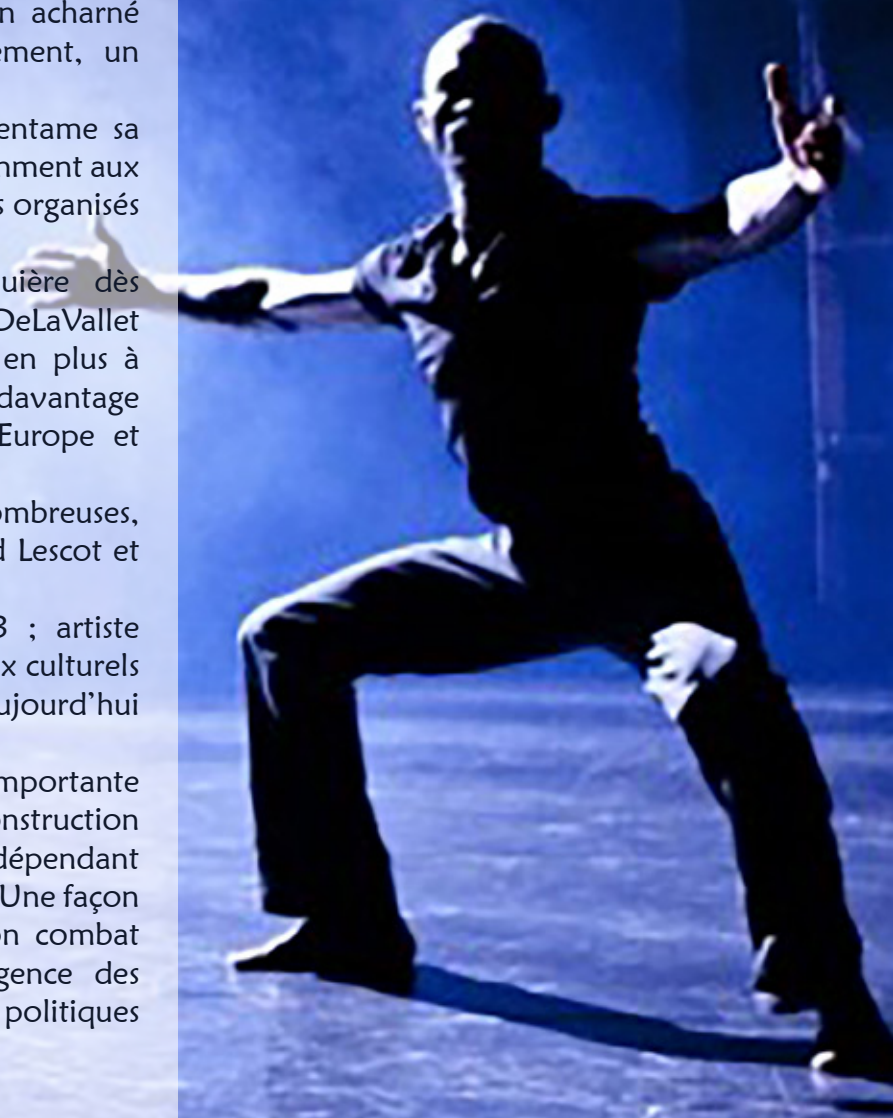 n acharné
ement, un
entame sa
nment aux
s organisés
uière dès
DeLaVallet
en plus à
davantage
Europe et
ombreuses,
d Lescot et
3 ; artiste
x culturels
ujourd’hui
mportante
onstruction
dépendant
Une façon
on combat
gence des
politiques